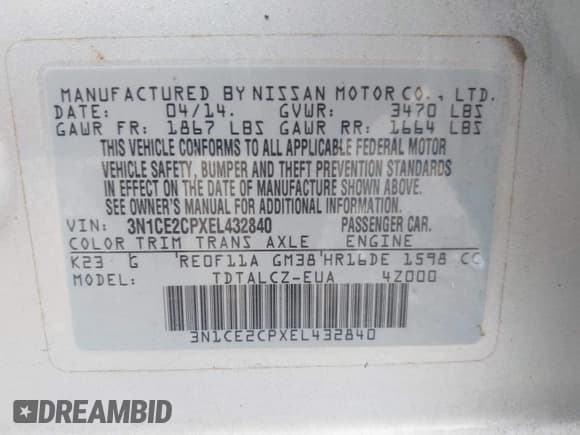 MANUFACTURED BY NISSAN MOTOR CO., LTD.
DATE: 04/14. GVWR: 3470 LBS
GAWR FR: 1867 LBS GAWR RR: 1664 LBS
THIS VEHICLE CONFORMS TO ALL APPLICABLE FEDERAL MOTOR
VEHICLE SAFETY, BUMPER AND THEFT PREVENTION STANDARDS
IN EFFECT ON THE DATE OF MANUFACTURE SHOWN ABOVE.
SEE OWNER'S MANUAL FOR ADDITIONAL INFORMATION.
VIN: 3N1CE2CPXEL432840 PASSENGER CAR.
COLOR TRIM TRANS AXLE ENGINE
K23 G RE0F11A GM38 HR16DE 1598 CC
MODEL: TDTALCZ-EUA 4Z000
3N1CE2CPXEL432840
DREAMBID